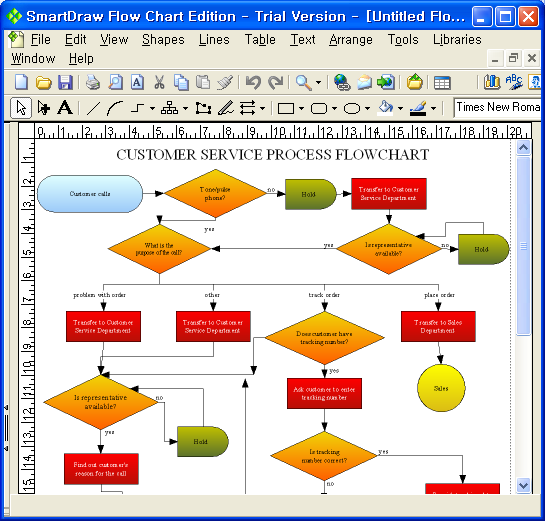 SmartDraw Flow Chart Edition - Trial Version - [Untitled Flo...
File Edit View Shapes Lines Table Text Arrange Tools Libraries
Window Help
ABC
A
Times New Roma
0 1 2 3 4 5 6 7 8 9 10 11 12 13 14 15 16 17 18 19 20
1 2 3 4 5 6 7 8 9 10 11 12 13 14 15
CUSTOMER SERVICE PROCESS FLOWCHART
Customer calls
Tone/pulse
phone?
no
Hold
Transfer to Customer
Service Department
yes
What is the
purpose of the call?
yes
Is representative
available?
no
Hold
problem with order
other
track order
place order
Transfer to Customer
Service Department
Transfer to Customer
Service Department
Does customer have
tracking number?
Transfer to Sales
Department
yes
Ask customer to enter
tracking number
Sales
Is representative
available?
no
Hold
yes
Is tracking
number correct?
yes
Find out customer's
reason for the call
no